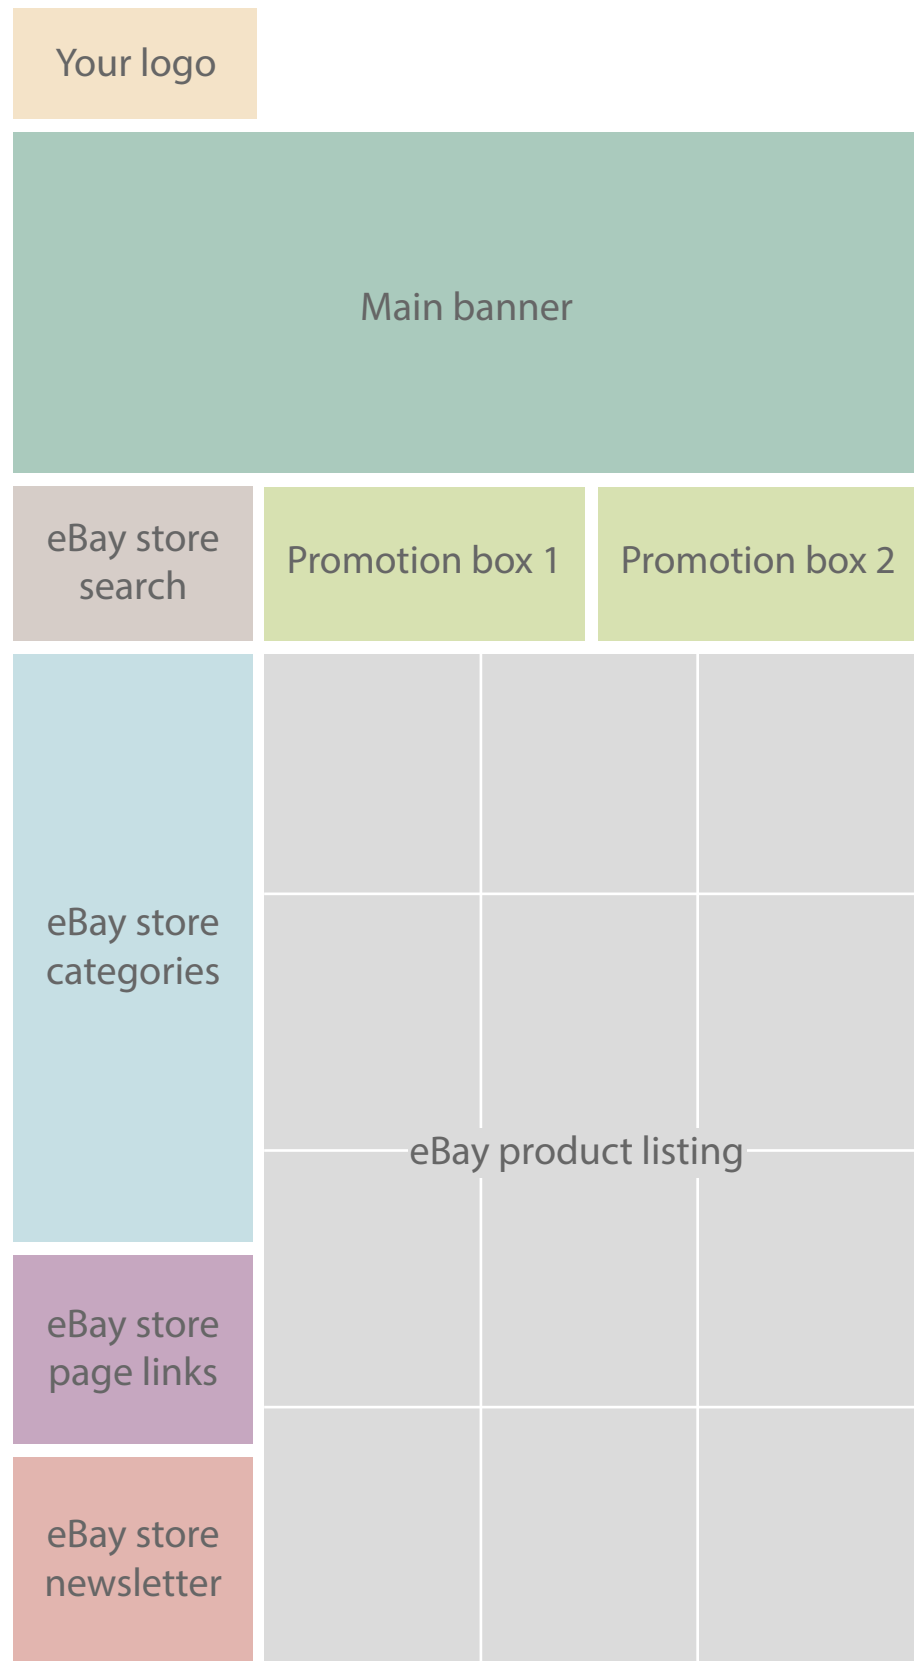 Your logo
Main banner
eBay store
search
Promotion box 1
Promotion box 2
eBay store
categories
eBay product listing
eBay store
page links
eBay store
newsletter